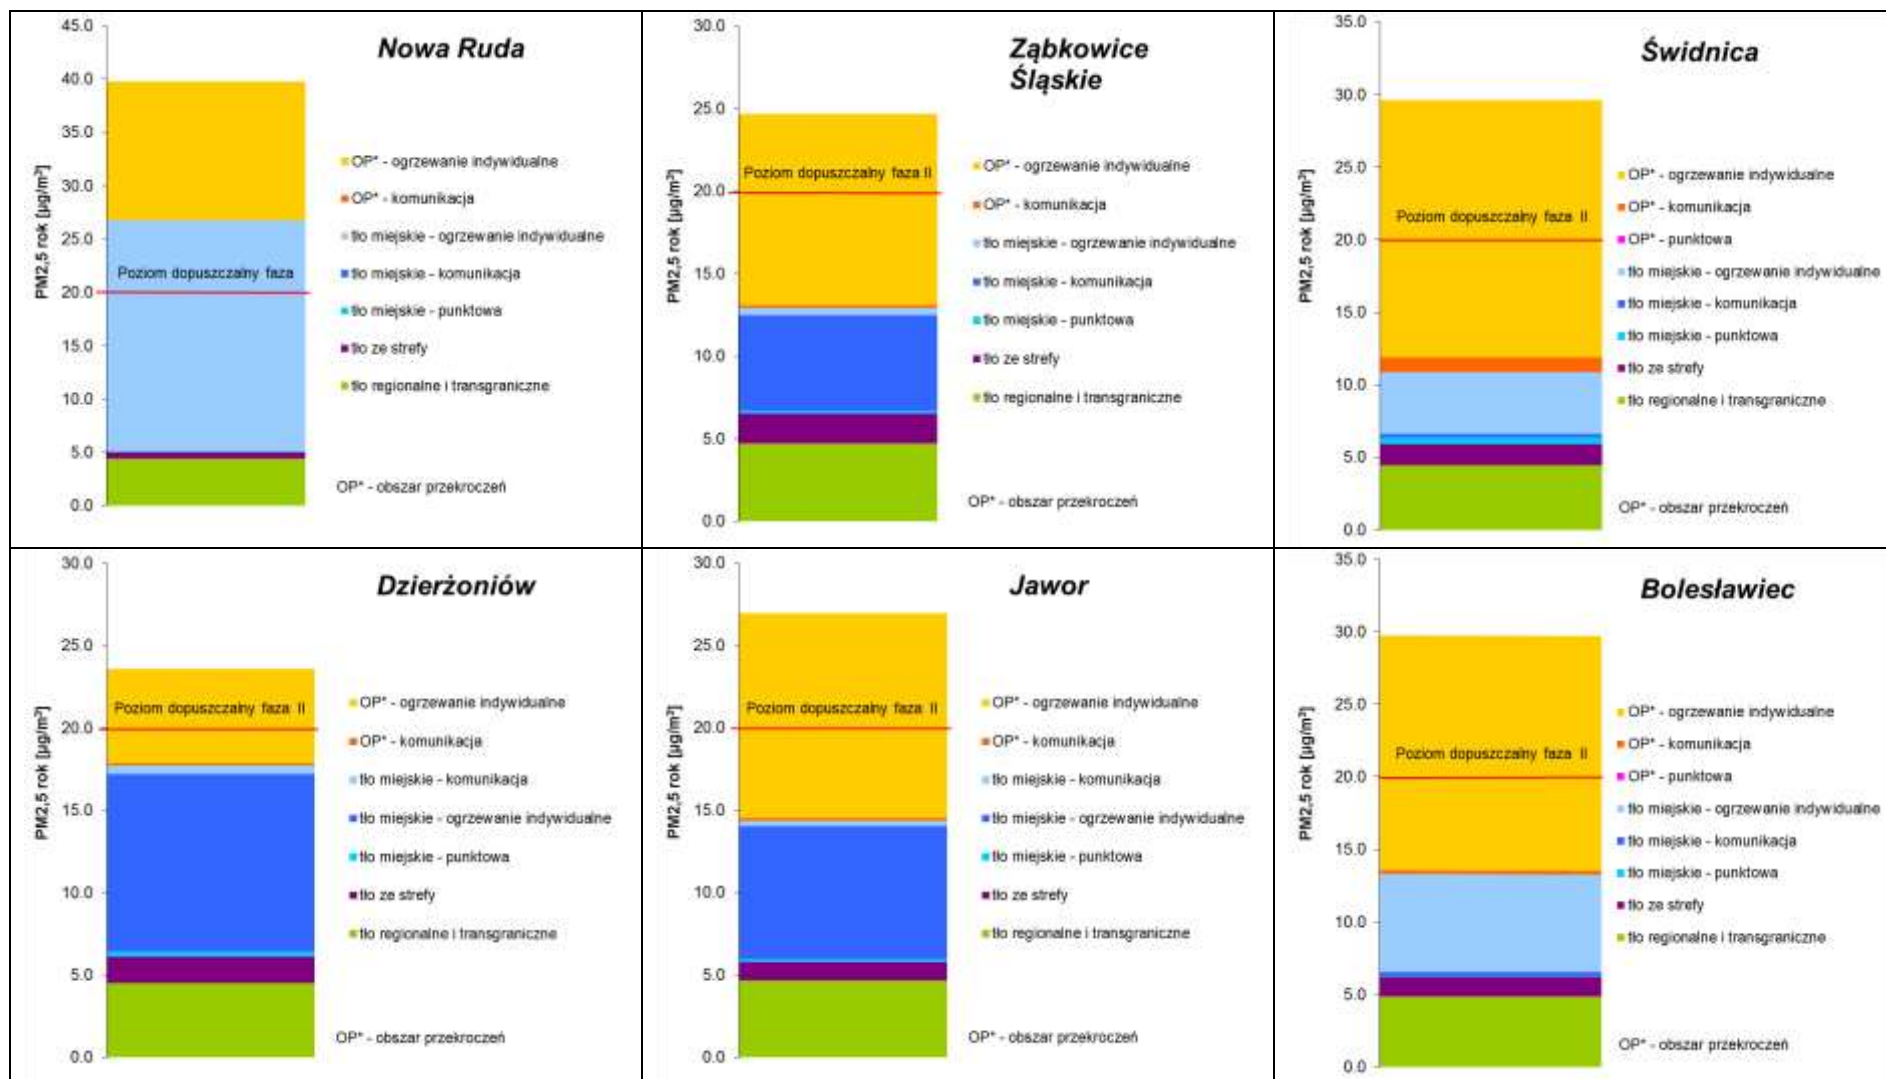 Nowa Ruda
PM2,5 rok [µg/m³]
45.0
40.0
35.0
30.0
25.0
20.0
15.0
10.0
5.0
0.0
Poziom dopuszczalny faza
OP* - ogrzewanie indywidualne
OP* - komunikacja
tło miejskie - ogrzewanie indywidualne
tło miejskie - komunikacja
tło miejskie - punktowa
tło ze strefy
tło regionalne i transgraniczne
OP* - obszar przekroczeń
Ząbkowice
Śląskie
PM2,5 rok [µg/m³]
30.0
25.0
20.0
15.0
10.0
5.0
0.0
Poziom dopuszczalny faza II
OP* - ogrzewanie indywidualne
OP* - komunikacja
tło miejskie - ogrzewanie indywidualne
tło miejskie - komunikacja
tło miejskie - punktowa
tło ze strefy
tło regionalne i transgraniczne
OP* - obszar przekroczeń
Świdnica
PM2,5 rok [µg/m³]
35.0
30.0
25.0
20.0
15.0
10.0
5.0
0.0
Poziom dopuszczalny faza II
OP* - ogrzewanie indywidualne
OP* - komunikacja
OP* - punktowa
tło miejskie - ogrzewanie indywidualne
tło miejskie - komunikacja
tło miejskie - punktowa
tło ze strefy
tło regionalne i transgraniczne
OP* - obszar przekroczeń
Dzierżoniów
PM2,5 rok [µg/m³]
30.0
25.0
20.0
15.0
10.0
5.0
0.0
Poziom dopuszczalny faza II
OP* - ogrzewanie indywidualne
OP* - komunikacja
tło miejskie - komunikacja
tło miejskie - ogrzewanie indywidualne
tło miejskie - punktowa
tło ze strefy
tło regionalne i transgraniczne
OP* - obszar przekroczeń
Jawor
PM2,5 rok [µg/m³]
30.0
25.0
20.0
15.0
10.0
5.0
0.0
Poziom dopuszczalny faza II
OP* - ogrzewanie indywidualne
OP* - komunikacja
tło miejskie - komunikacja
tło miejskie - ogrzewanie indywidualne
tło miejskie - punktowa
tło ze strefy
tło regionalne i transgraniczne
OP* - obszar przekroczeń
Bolesławiec
PM2,5 rok [µg/m³]
35.0
30.0
25.0
20.0
15.0
10.0
5.0
0.0
Poziom dopuszczalny faza II
OP* - ogrzewanie indywidualne
OP* - komunikacja
OP* - punktowa
tło miejskie - ogrzewanie indywidualne
tło miejskie - komunikacja
tło miejskie - punktowa
tło ze strefy
tło regionalne i transgraniczne
OP* - obszar przekroczeń